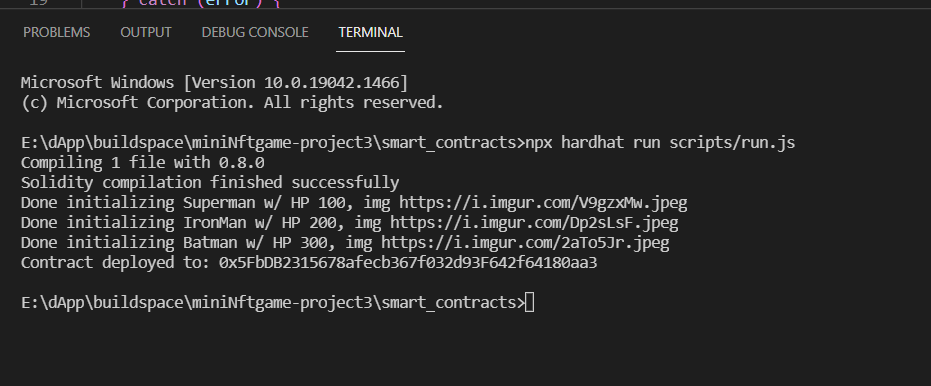 19 } catch (error) {
PROBLEMS OUTPUT DEBUG CONSOLE TERMINAL
Microsoft Windows [Version 10.0.19042.1466]
(c) Microsoft Corporation. All rights reserved.
E:\dApp\buildspace\miniNftgame-project3\smart_contracts>npx hardhat run scripts/run.js
Compiling 1 file with 0.8.0
Solidity compilation finished successfully
Done initializing Superman w/ HP 100, img https://i.imgur.com/V9gzxMw.jpeg
Done initializing IronMan w/ HP 200, img https://i.imgur.com/Dp2sLsF.jpeg
Done initializing Batman w/ HP 300, img https://i.imgur.com/2aTo5Jr.jpeg
Contract deployed to: 0x5FbDB2315678afecb367f032d93F642f64180aa3
E:\dApp\buildspace\miniNftgame-project3\smart_contracts>